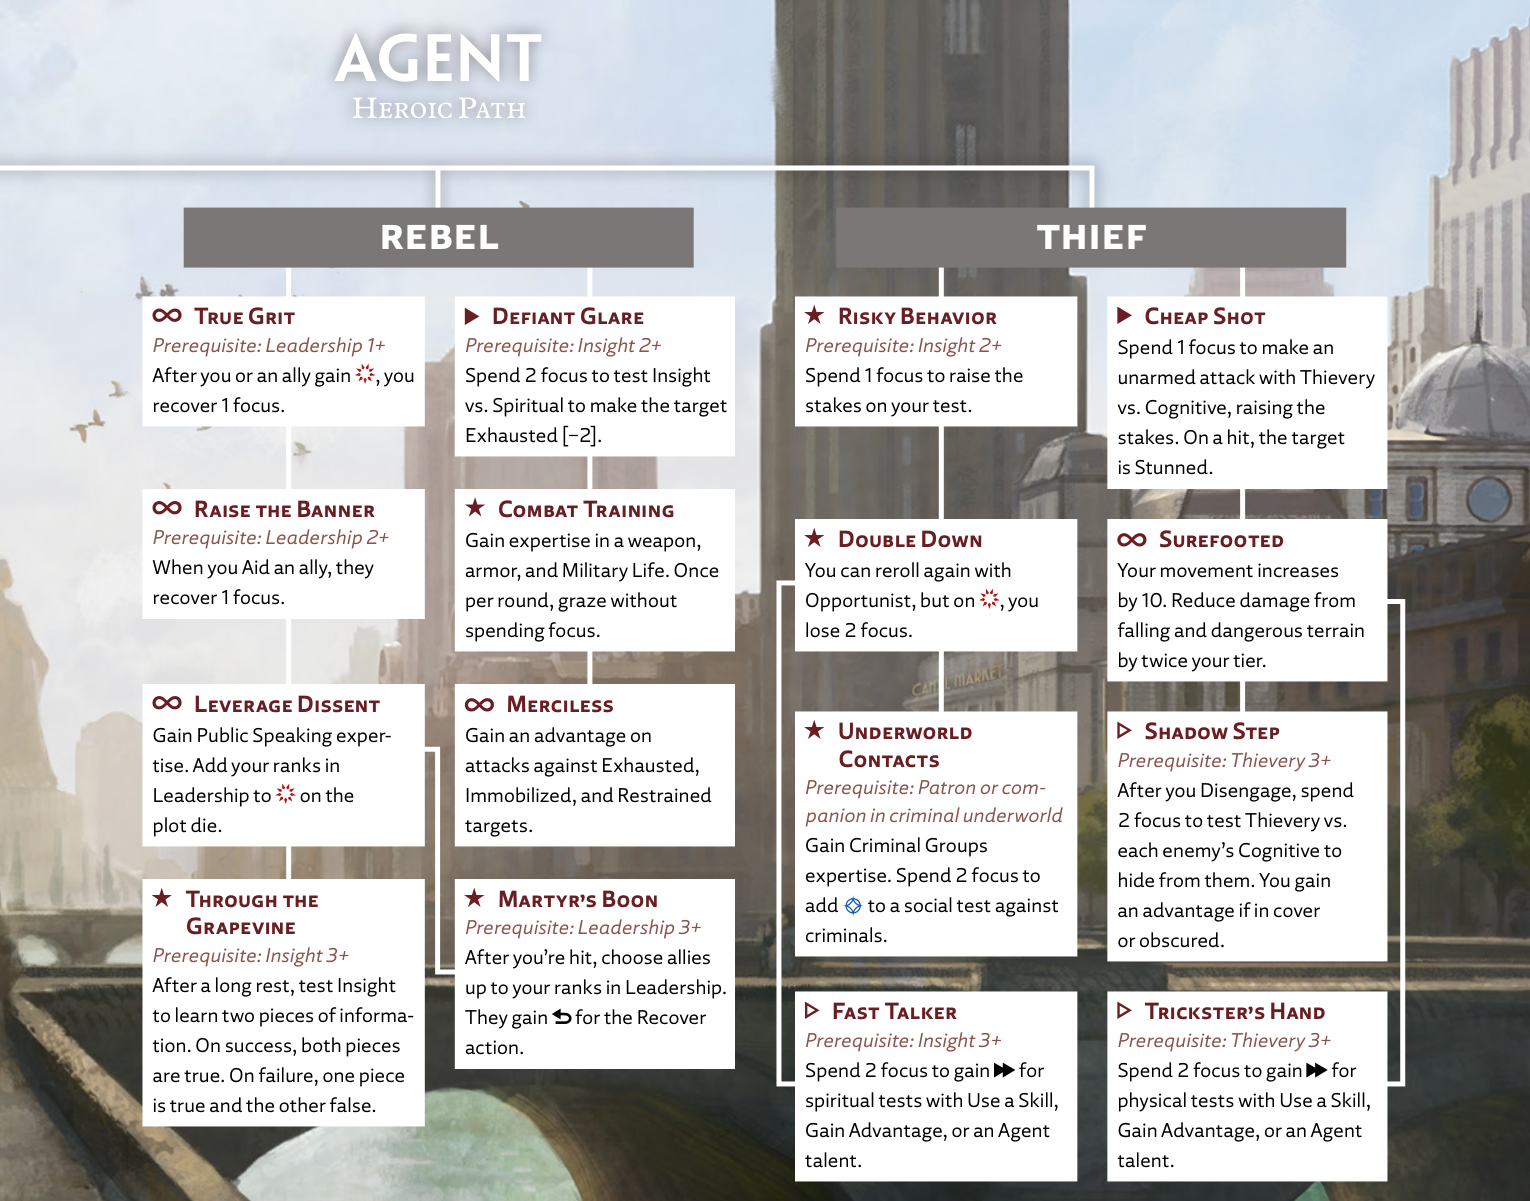 AGENT
Heroic Path
REBEL
True Grit
Prerequisite: Leadership 1+
After you or an ally gain , you
recover 1 focus.
Raise the Banner
Prerequisite: Leadership 2+
When you Aid an ally, they
recover 1 focus.
Leverage Dissent
Gain Public Speaking exper-
tise. Add your ranks in
Leadership to on the
plot die.
Through the
Grapevine
Prerequisite: Insight 3+
After a long rest, test Insight
to learn two pieces of informa-
tion. On success, both pieces
are true. On failure, one piece
is true and the other false.
Defiant Glare
Prerequisite: Insight 2+
Spend 2 focus to test Insight
vs. Spiritual to make the target
Exhausted [−2].
Combat Training
Gain expertise in a weapon,
armor, and Military Life. Once
per round, graze without
spending focus.
Merciless
Gain an advantage on
attacks against Exhausted,
Immobilized, and Restrained
targets.
Martyr's Boon
Prerequisite: Leadership 3+
After you're hit, choose allies
up to your ranks in Leadership.
They gain for the Recover
action.
THIEF
Risky Behavior
Prerequisite: Insight 2+
Spend 1 focus to raise the
stakes on your test.
Double Down
You can reroll again with
Opportunist, but on , you
lose 2 focus.
Underworld
Contacts
Prerequisite: Patron or com-
panion in criminal underworld
Gain Criminal Groups
expertise. Spend 2 focus to
add to a social test against
criminals.
Fast Talker
Prerequisite: Insight 3+
Spend 2 focus to gain for
spiritual tests with Use a Skill,
Gain Advantage, or an Agent
talent.
Cheap Shot
Spend 1 focus to make an
unarmed attack with Thievery
vs. Cognitive, raising the
stakes. On a hit, the target
is Stunned.
Surefooted
Your movement increases
by 10. Reduce damage from
falling and dangerous terrain
by twice your tier.
Shadow Step
Prerequisite: Thievery 3+
After you Disengage, spend
2 focus to test Thievery vs.
each enemy's Cognitive to
hide from them. You gain
an advantage if in cover
or obscured.
Trickster's Hand
Prerequisite: Thievery 3+
Spend 2 focus to gain for
physical tests with Use a Skill,
Gain Advantage, or an Agent
talent.
MARKET